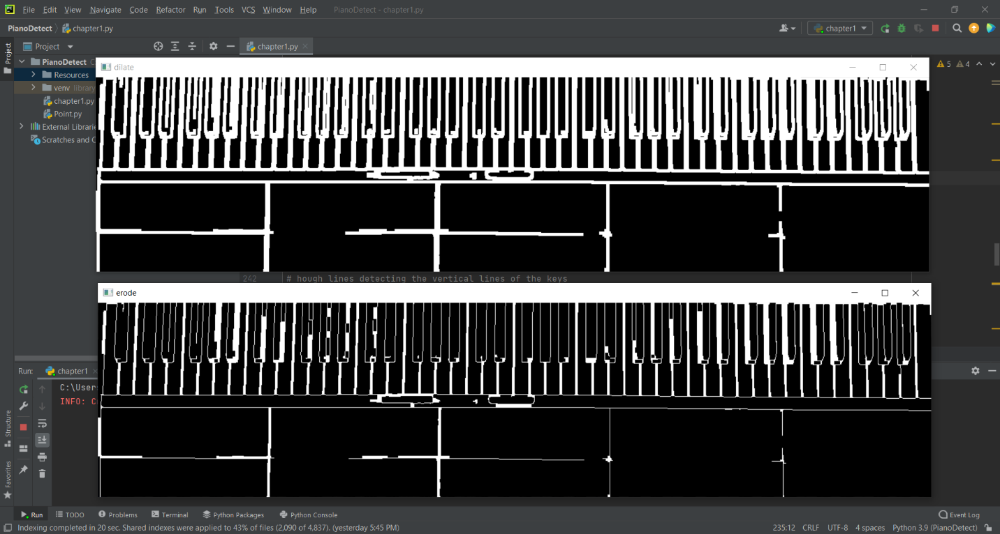 File Edit View Navigate Code Refactor Run Tools VCS Window Help PianoDetect - chapter1.py
PianoDetect chapter1.py chapter1
Project Project chapter1.py
PianoDetect
dilate
5 4
Resources
venv library
chapter1.py
Point.py
External Librarie
Scratches and C
242 # hough lines detecting the vertical lines of the keys
erode
Run: chapter1
C:\User
INFO: C
Structure
Favorites
Run TODO Problems Terminal Python Packages Python Console Event Log
Indexing completed in 20 sec. Shared indexes were applied to 43% of files (2,090 of 4,837). (yesterday 5:45 PM) 235:12 CRLF UTF-8 4 spaces Python 3.9 (PianoDetect)